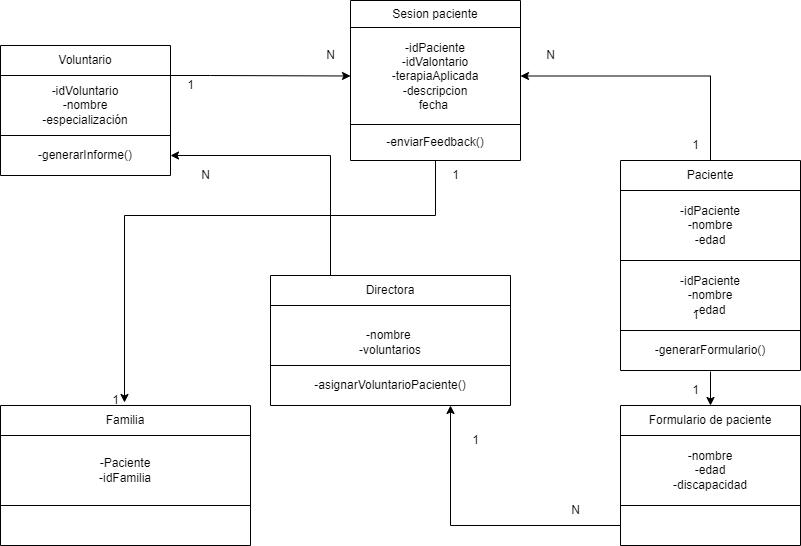 Sesion paciente
-idPaciente
-idValontario
-terapiaAplicada
-descripcion
fecha
-enviarFeedback()
Voluntario
-idVoluntario
-nombre
-especialización
-generarInforme()
1
N
N
1
N
1
Paciente
-idPaciente
-nombre
-edad
-idPaciente
-nombre
-edad
1
-generarFormulario()
Directora
-nombre
-voluntarios
-asignarVoluntarioPaciente()
1
Familia
-Paciente
-idFamilia
1
N
1
Formulario de paciente
-nombre
-edad
-discapacidad